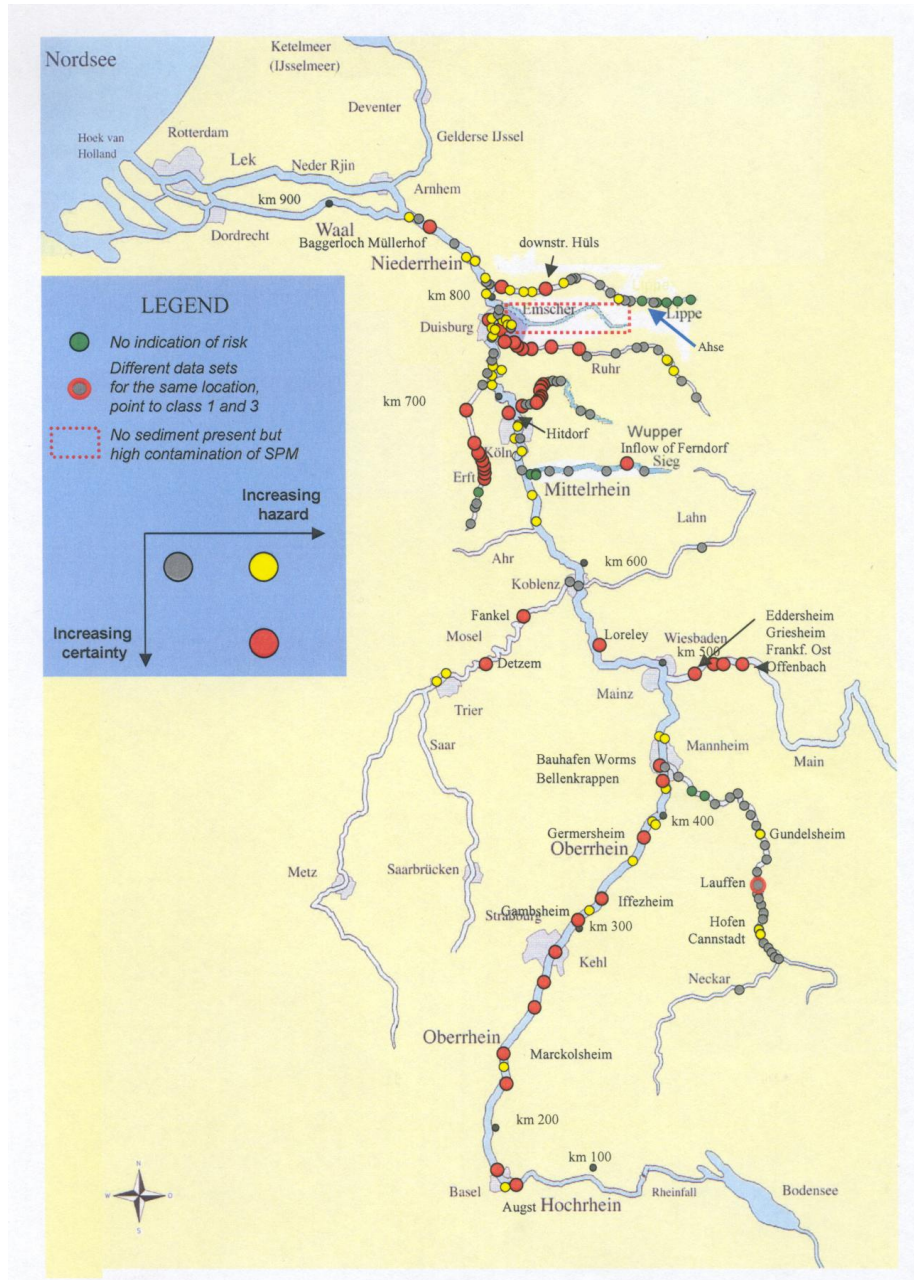 Nordsee
Ketelmeer
(IJsselmeer)
Deventer
Hoek van
Holland
Rotterdam
Gelderse IJssel
Lek
Neder Rjin
Arnhem
km 900
Waal
Dordrecht
Baggerloch Müllerhof
downstr. Hüls
Niederrhein
km 800
Emscher
Lippe
Lippe
Duisburg
Ahse
Ruhr
km 700
Hitdorf
Wupper
Köln
Inflow of Ferndorf
Sieg
Erft
Mittelrhein
Lahn
Ahr
km 600
Koblenz
Fankel
Mosel
Loreley
Wiesbaden
km 500
Eddersheim
Griesheim
Frankf. Ost
Offenbach
Detzem
Mainz
Trier
Saar
Mannheim
Main
Bauhafen Worms
Bellenkrappen
km 400
Germersheim
Oberrhein
Gundelsheim
Metz
Saarbrücken
Lauffen
Iffezheim
Gambsheim
Straßburg
km 300
Hofen
Cannstadt
Kehl
Neckar
Oberrhein
Marckolsheim
km 200
km 100
Basel
Augst
Hochrhein
Rheinfall
Bodensee
LEGEND
No indication of risk
Different data sets
for the same location,
point to class 1 and 3
No sediment present but
high contamination of SPM
Increasing
hazard
Increasing
certainty
N
W
O
S